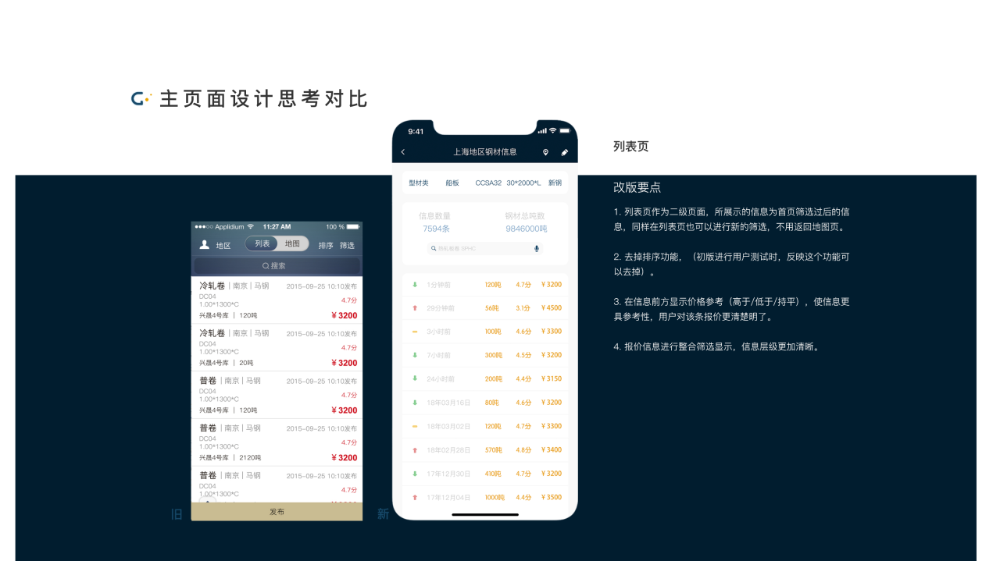 主页面设计思考对比
Applidium 11:27 AM 100 %
地区 列表 地图 排序 筛选
搜索
冷轧卷 | 南京 | 马钢 2015-09-25 10:10发布
DC04
4.7分
1.00*1300*C
兴晟4号库 | 120吨 ¥ 3200
冷轧卷 | 南京 | 马钢 2015-09-25 10:10发布
DC04
4.7分
1.00*1300*C
兴晟4号库 | 20吨 ¥ 3200
普卷 | 南京 | 马钢 2015-09-25 10:10发布
DC04
4.7分
1.00*1300*C
兴晟4号库 | 120吨 ¥ 3200
普卷 | 南京 | 马钢 2015-09-25 10:10发布
DC04
4.7分
1.00*1300*C
兴晟4号库 | 2120吨 ¥ 3200
普卷 | 南京 | 马钢 2015-09-25 10:10发布
DC04
4.7分
1.00*1300*C
发布
旧
9:41
上海地区钢材信息
型材类 船板 CCSA32 30*2000*L 新钢
信息数量 钢材总吨数
7594条 9846000吨
热轧板卷 SPHC
1分钟前 120吨 4.7分 ¥ 3200
29分钟前 56吨 3.1分 ¥ 4500
3小时前 100吨 4.6分 ¥ 3300
7小时前 300吨 4.5分 ¥ 3200
24小时前 200吨 4.4分 ¥ 3150
18年03月16日 80吨 4.6分 ¥ 3200
18年03月02日 120吨 4.7分 ¥ 3300
18年02月28日 570吨 4.8分 ¥ 3400
17年12月30日 410吨 4.7分 ¥ 3200
17年12月04日 1000吨 4.4分 ¥ 3500
新
列表页
改版要点
1. 列表页作为二级页面，所展示的信息为首页筛选过后的信
息，同样在列表页也可以进行新的筛选，不用返回地图页。
2. 去掉排序功能，（初版进行用户测试时，反映这个功能可
以去掉）。
3. 在信息前方显示价格参考（高于/低于/持平），使信息更
具参考性，用户对该条报价更清楚明了。
4. 报价信息进行整合筛选显示，信息层级更加清晰。